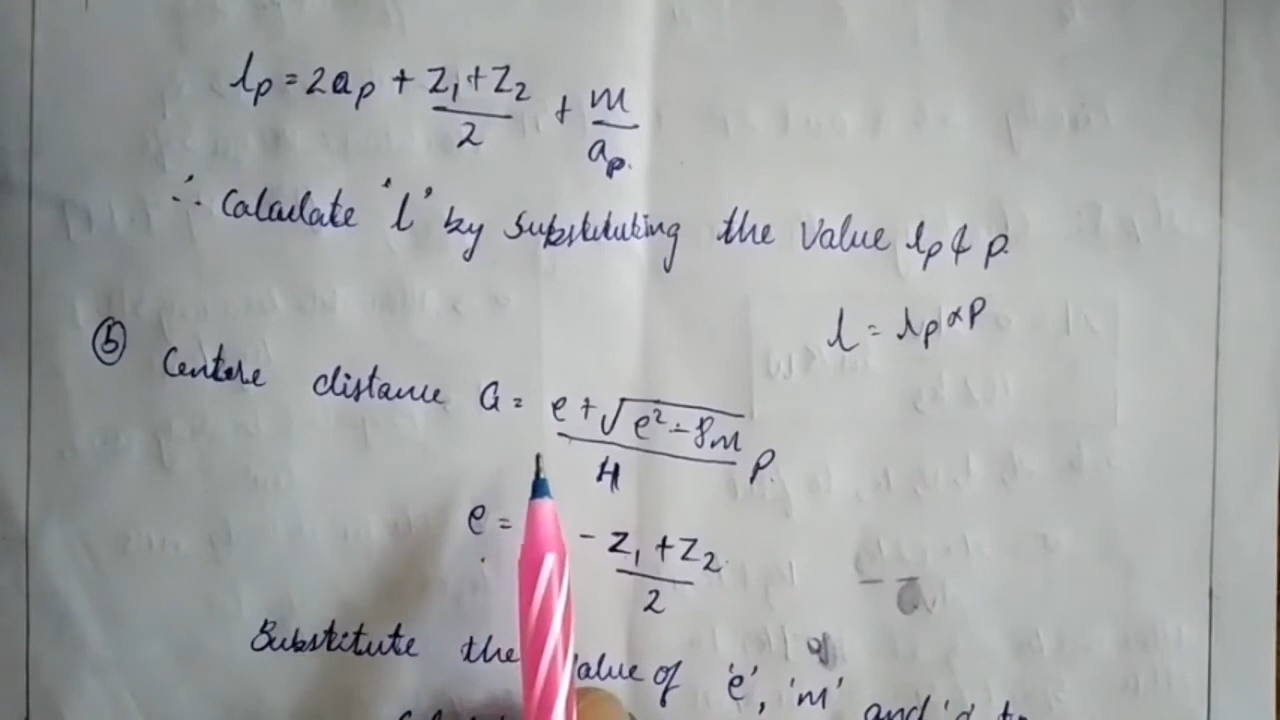 lp = 2ap + Z1+Z2/2 + m/ap.
∴ Calculate 'l' by substituting the value lp & p.
l = lp × p
⑤ Centere distance a = e+√e²-8m/4 p.
e = - Z1+Z2/2
Substitute the value of 'e', 'm' and